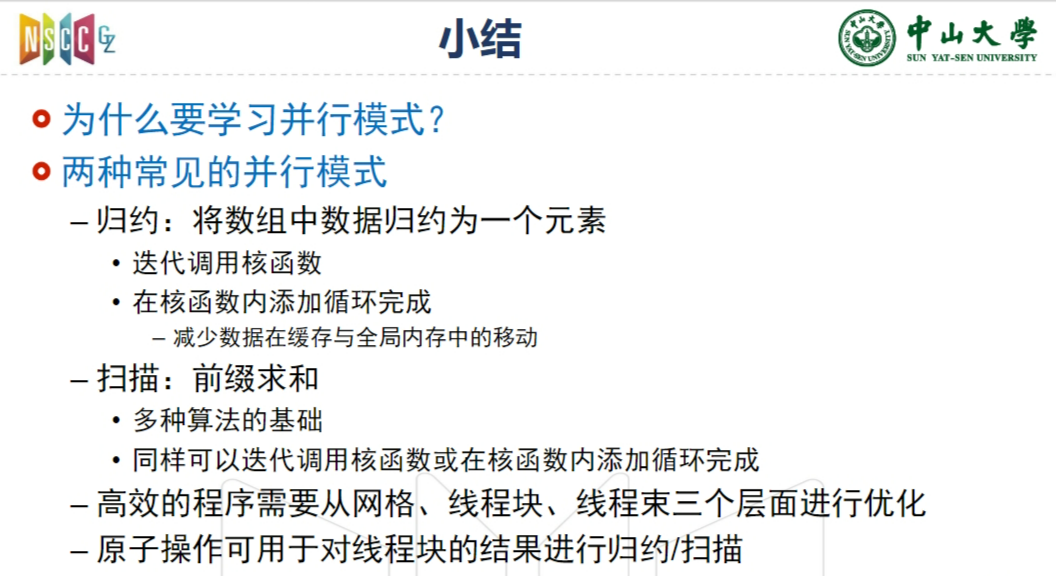 NSCC GZ
小结
中山大學
SUN YAT-SEN UNIVERSITY
为什么要学习并行模式？
两种常见的并行模式
– 归约：将数组中数据归约为一个元素
• 迭代调用核函数
• 在核函数内添加循环完成
– 减少数据在缓存与全局内存中的移动
– 扫描：前缀求和
• 多种算法的基础
• 同样可以迭代调用核函数或在核函数内添加循环完成
– 高效的程序需要从网格、线程块、线程束三个层面进行优化
– 原子操作可用于对线程块的结果进行归约/扫描